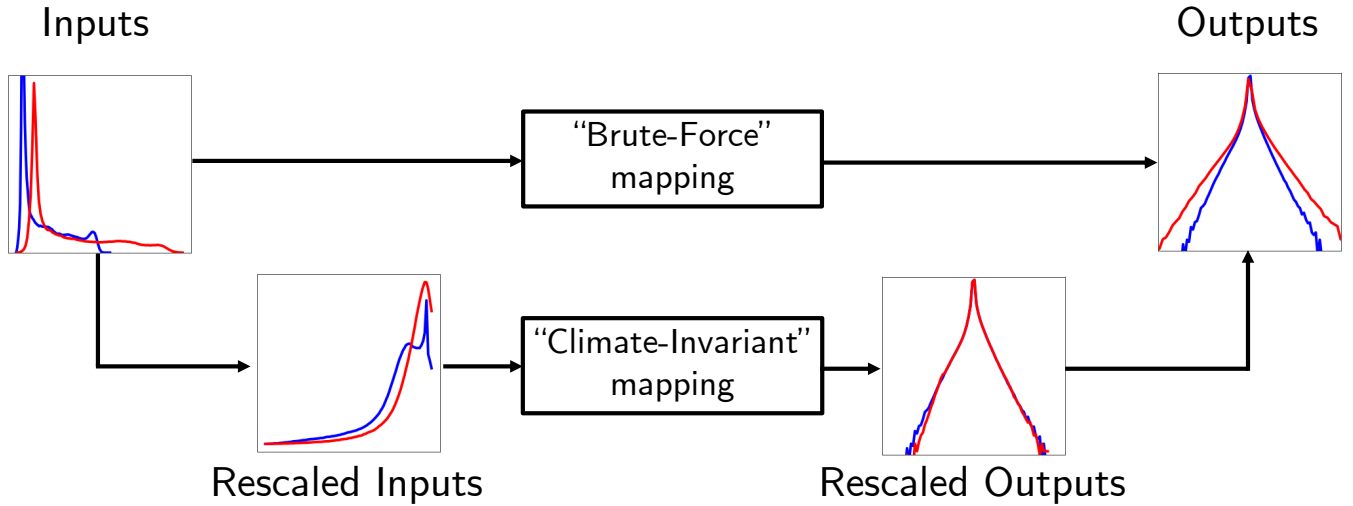 Inputs
Outputs
“Brute-Force”
mapping
“Climate-Invariant”
mapping
Rescaled Inputs
Rescaled Outputs